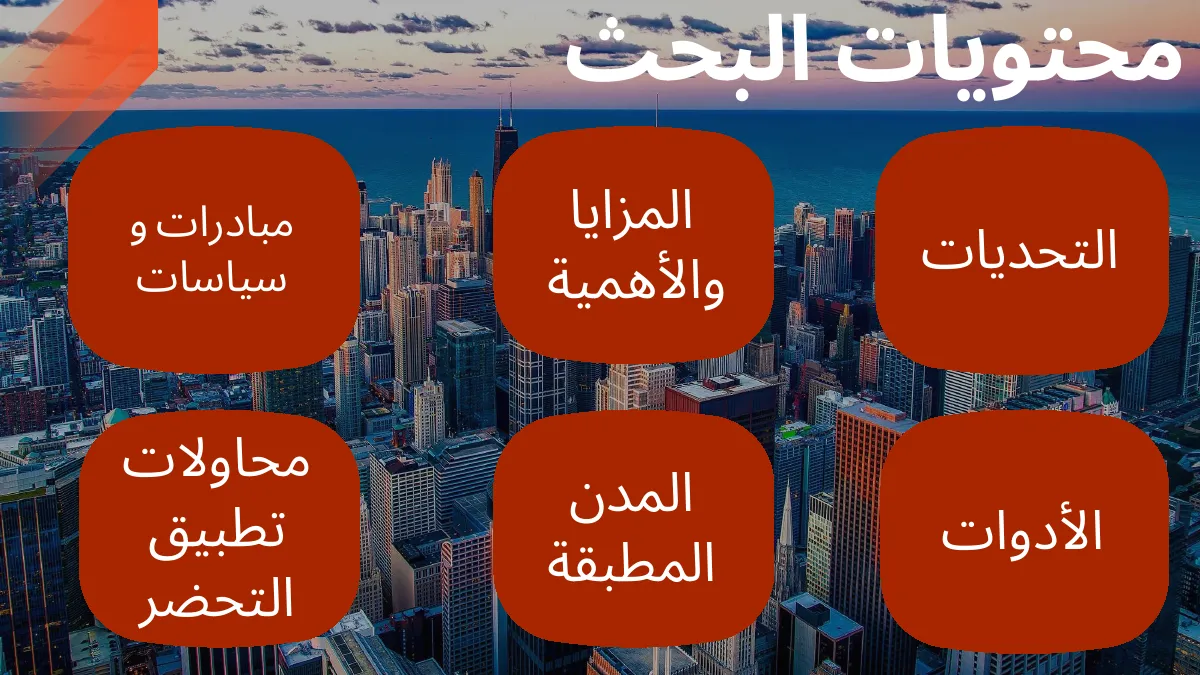 محتويات البحث
التحديات
المزايا
والأهمية
مبادرات و
سياسات
الأدوات
المدن
المطبقة
محاولات
تطبيق
التحضر